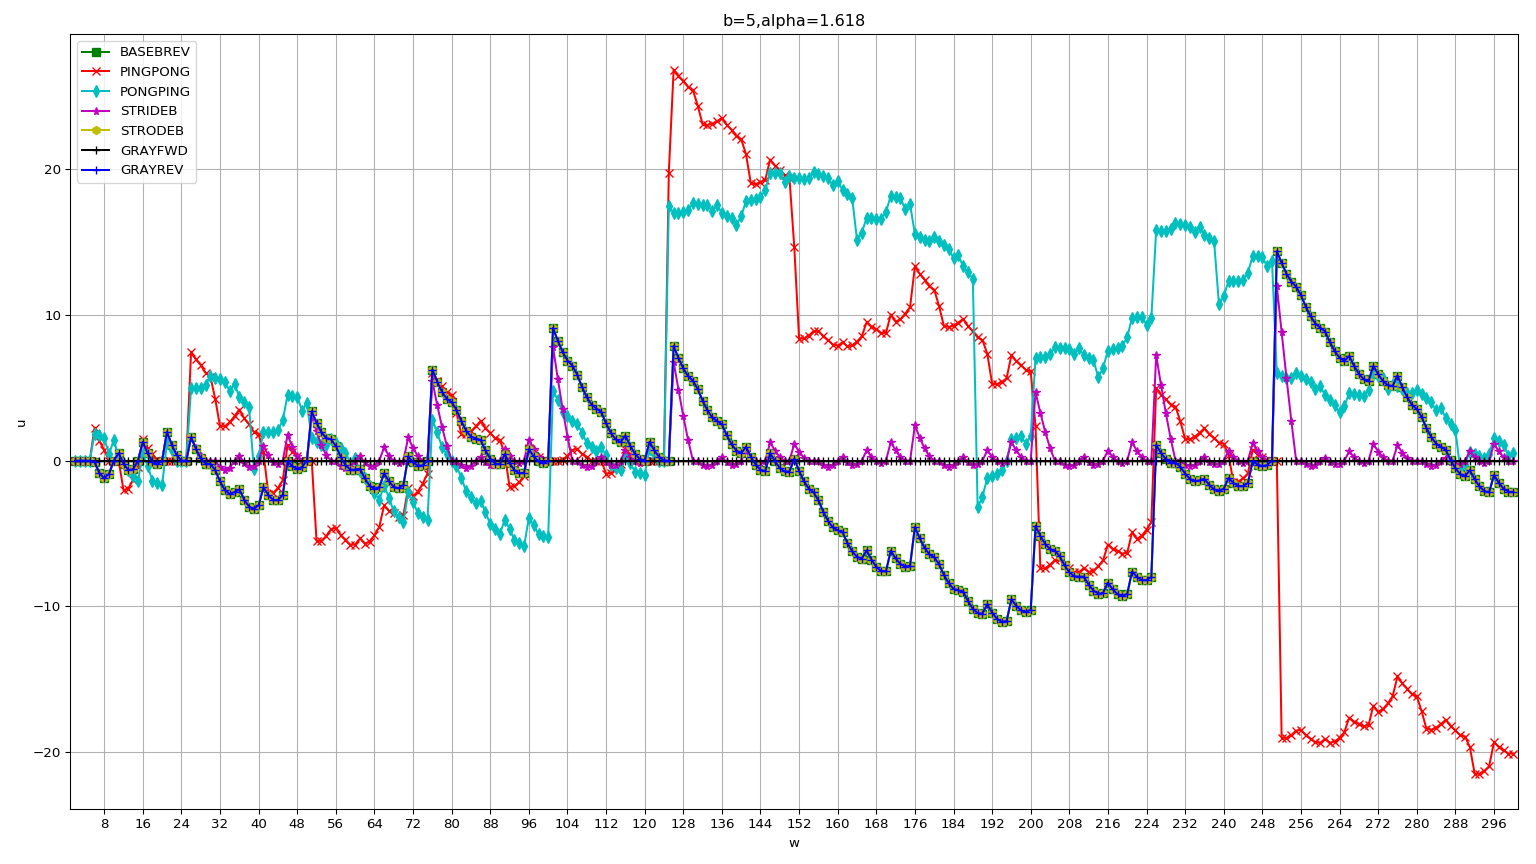 b=5,alpha=1.618
BASEBREV
PINGPONG
PONGPING
STRIDEB
STRODEB
GRAYFWD
GRAYREV
20
10
0
−10
−20
u
8 16 24 32 40 48 56 64 72 80 88 96 104 112 120 128 136 144 152 160 168 176 184 192 200 208 216 224 232 240 248 256 264 272 280 288 296
w